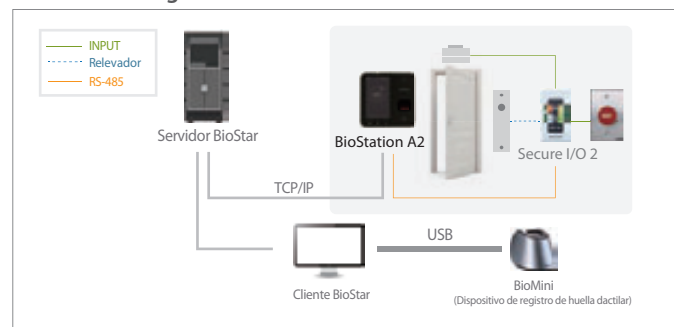 INPUT
Relevador
RS-485
Servidor BioStar
BioStation A2
Secure I/O 2
TCP/IP
USB
Cliente BioStar
BioMini
(Dispositivo de registro de huella dactilar)